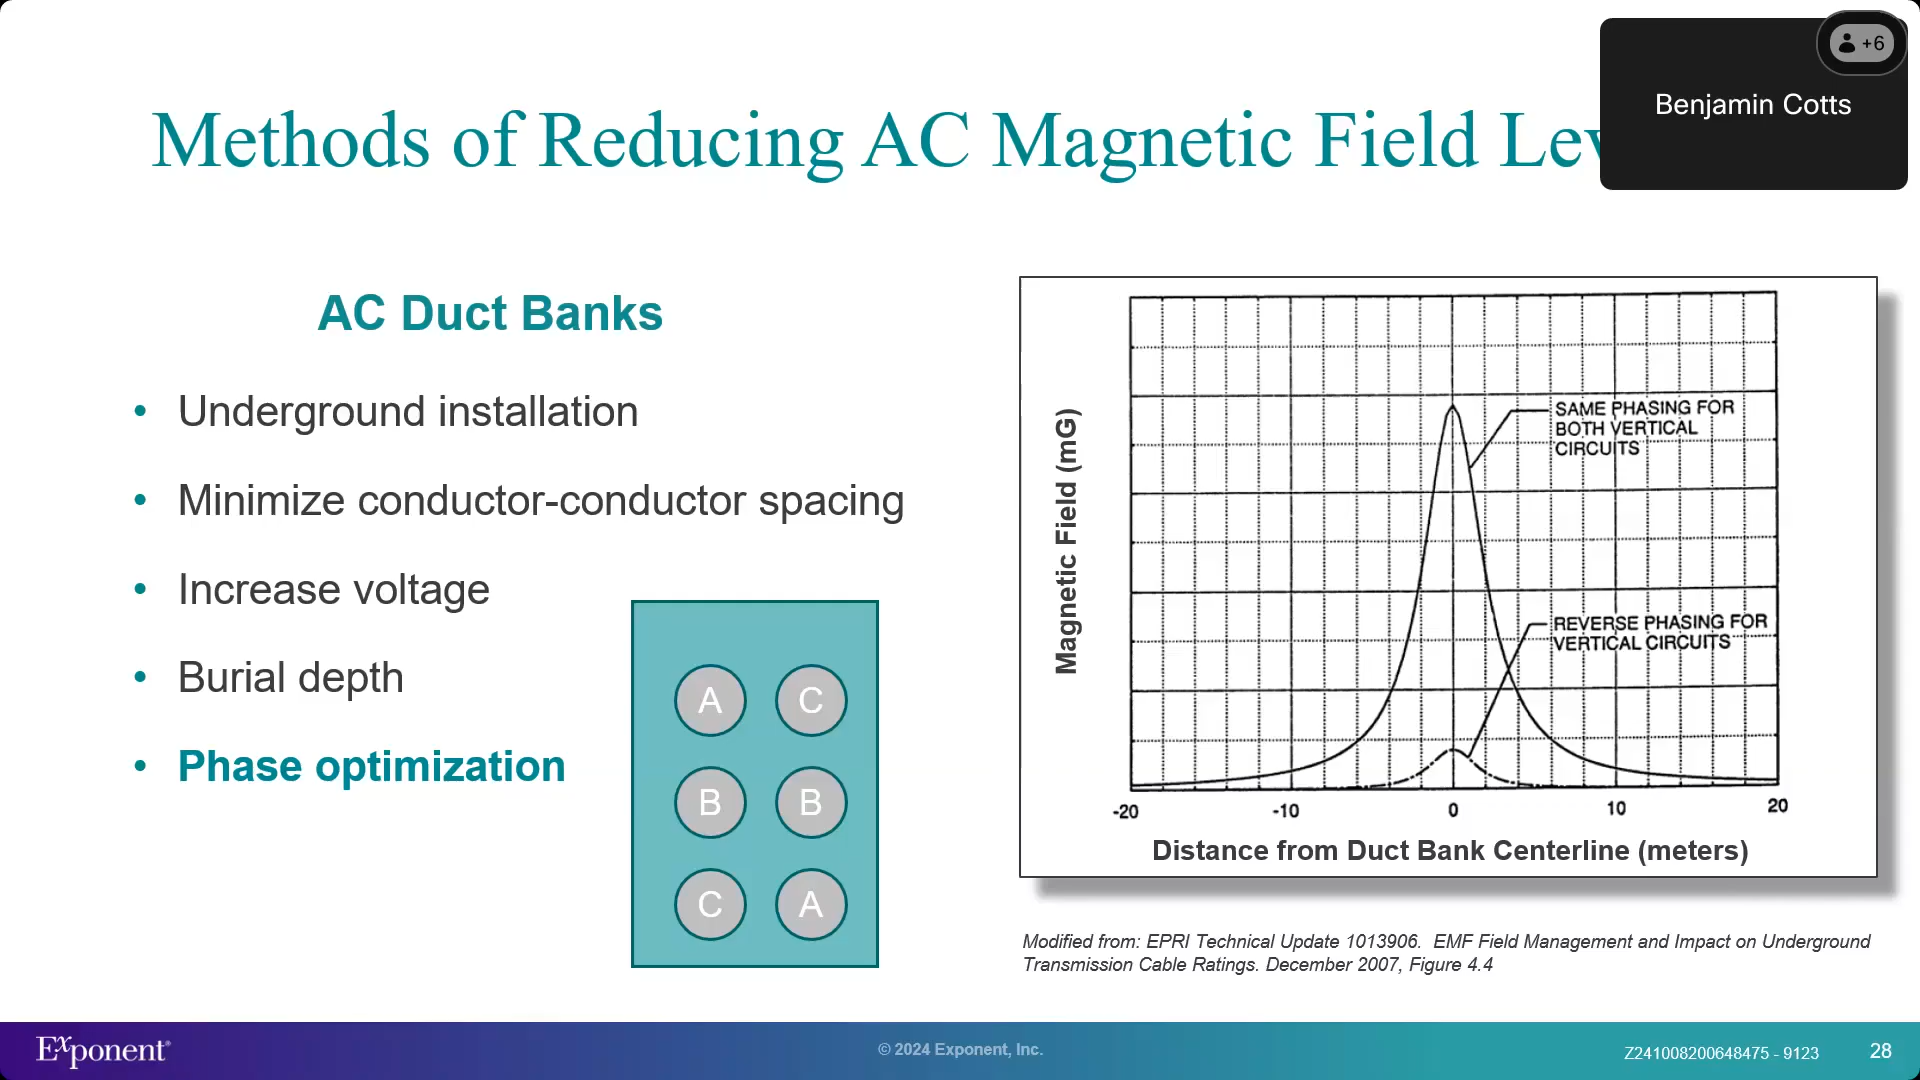 +6
Benjamin Cotts
Methods of Reducing AC Magnetic Field
AC Duct Banks
• Underground installation
• Minimize conductor-conductor spacing
• Increase voltage
• Burial depth
• Phase optimization
A C
B B
C A
Magnetic Field (mG)
SAME PHASING FOR
BOTH VERTICAL
CIRCUITS
REVERSE PHASING FOR
VERTICAL CIRCUITS
-20 -10 0 10 20
Distance from Duct Bank Centerline (meters)
Modified from: EPRI Technical Update 1013906. EMF Field Management and Impact on Underground
Transmission Cable Ratings. December 2007, Figure 4.4
Exponent®
© 2024 Exponent, Inc.
Z241008200648475 - 9123
28